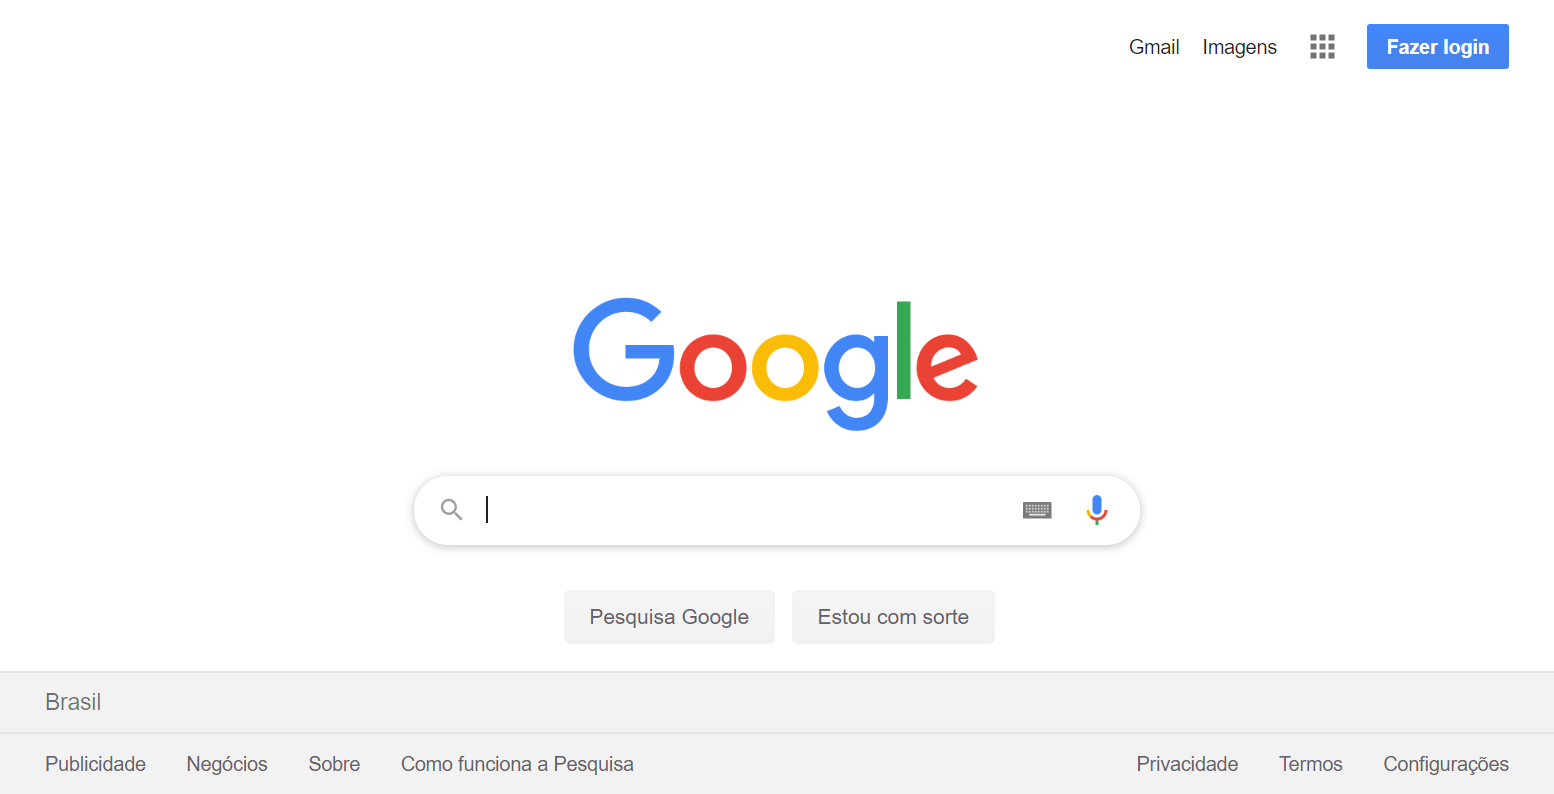 Gmail Imagens Fazer login
Google
Pesquisa Google Estou com sorte
Brasil
Publicidade Negócios Sobre Como funciona a Pesquisa Privacidade Termos Configurações